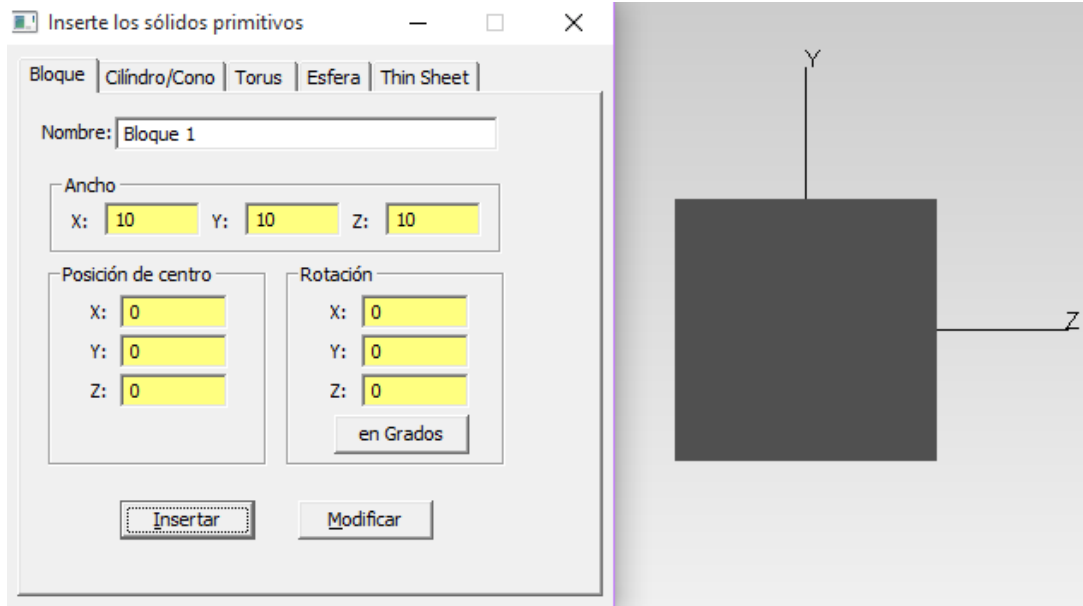 Inserte los sólidos primitivos
Bloque Cilíndro/Cono Torus Esfera Thin Sheet
Nombre: Bloque 1
Ancho
X: 10 Y: 10 Z: 10
Posición de centro
X: 0
Y: 0
Z: 0
Rotación
X: 0
Y: 0
Z: 0
en Grados
Insertar Modificar
Y
Z